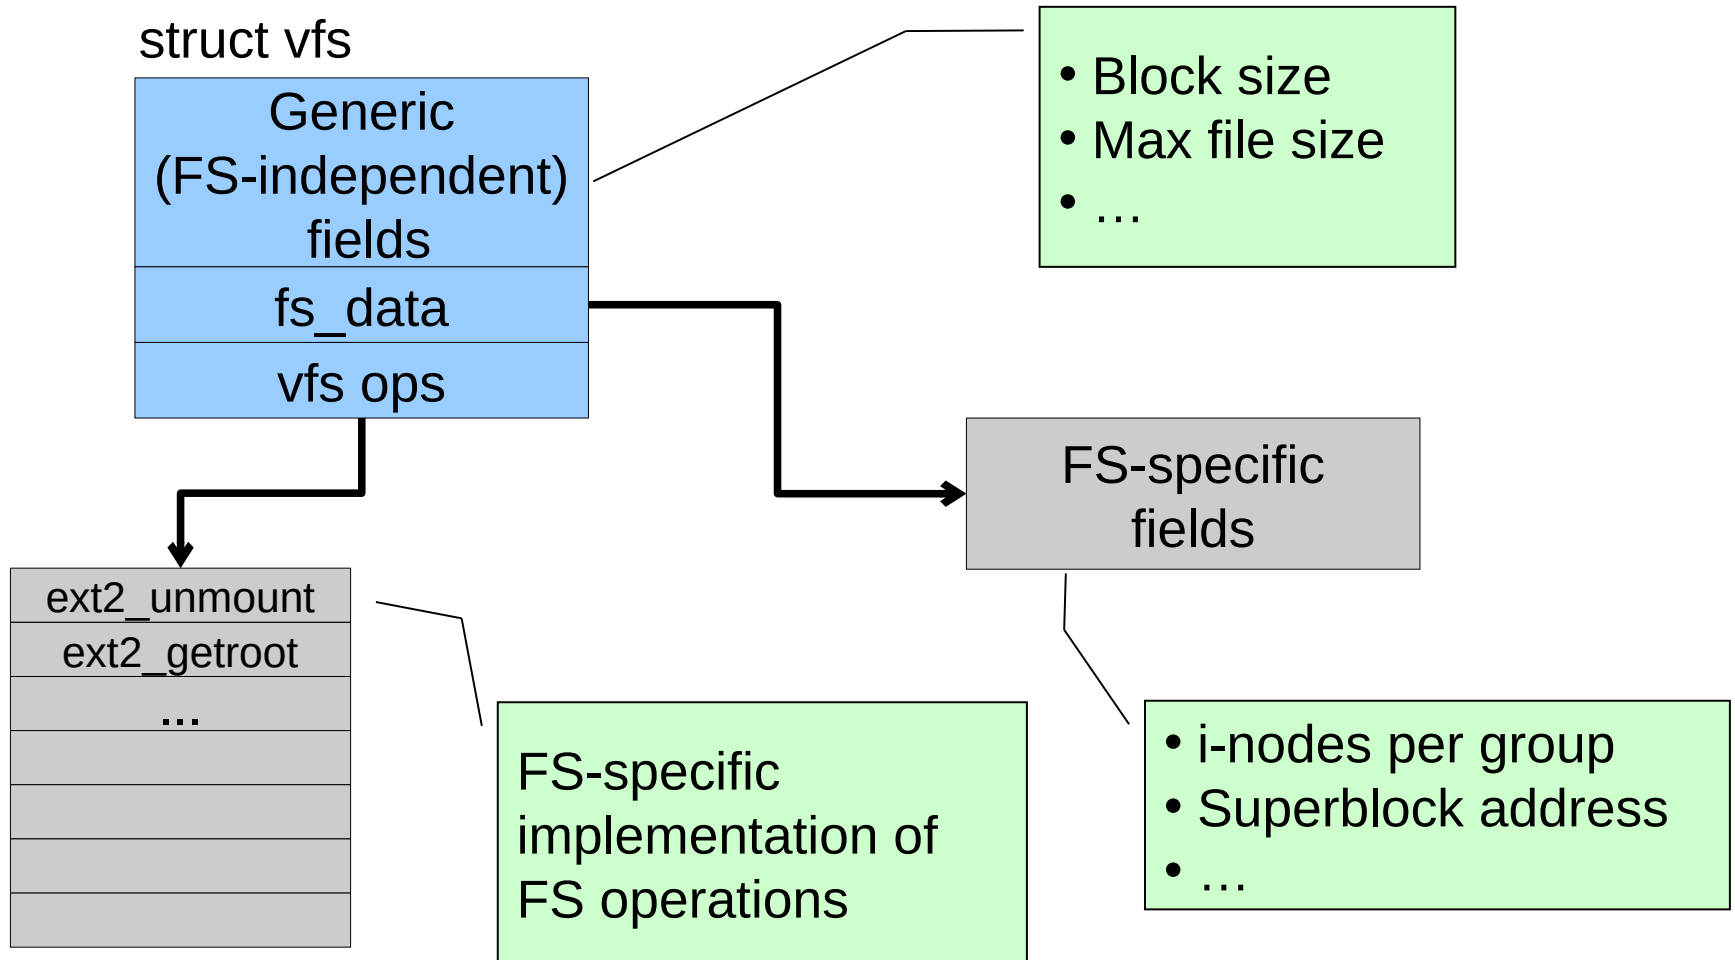 struct vfs
Generic
(FS-independent)
fields
fs_data
vfs ops
• Block size
• Max file size
• …
FS-specific
fields
ext2_unmount
ext2_getroot
...
FS-specific
implementation of
FS operations
• i-nodes per group
• Superblock address
• …